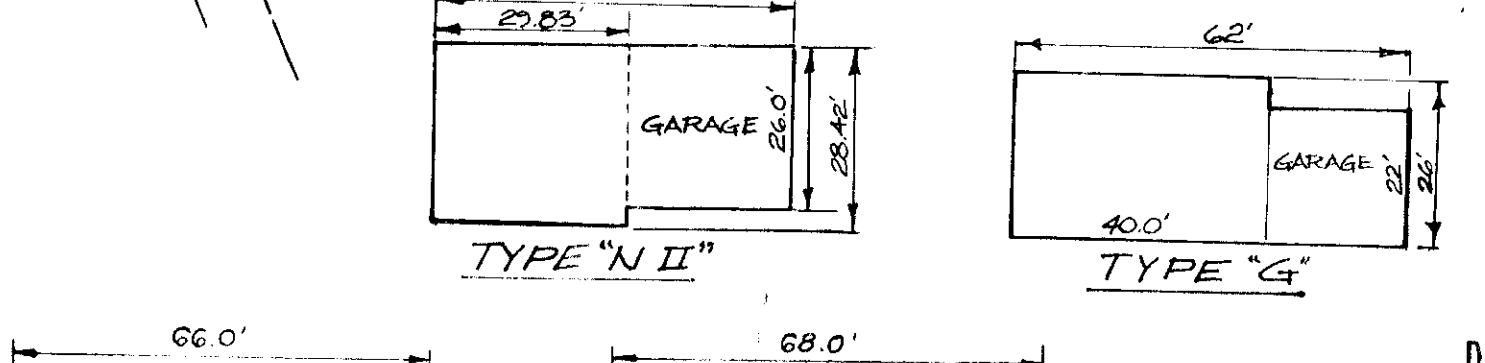 29.83'
GARAGE
26.0'
28.42'
TYPE "N II"
62'
GARAGE
22'
26'
40.0'
TYPE "G"
66.0'
68.0'